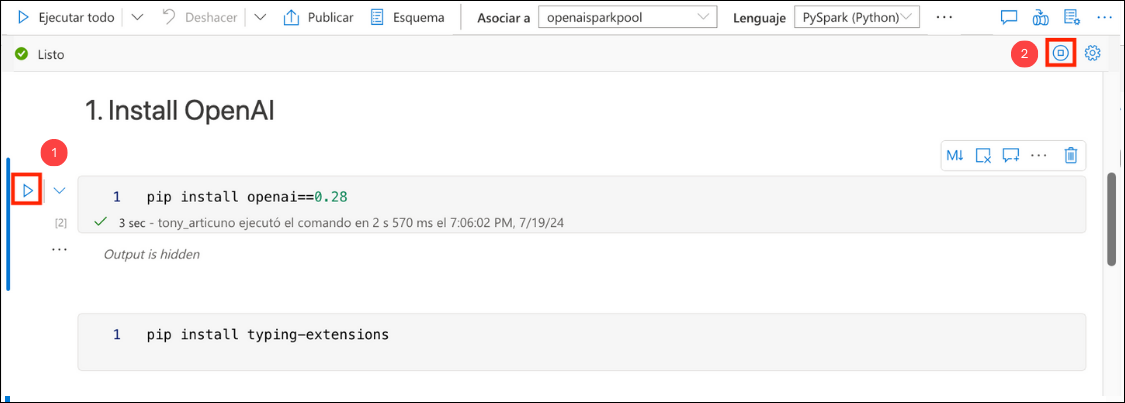 Ejecutar todo Deshacer Publicar Esquema Asociar a openaisparkpool Lenguaje PySpark (Python) ...
Listo 2
1. Install OpenAI
1
M↓ ...
1 pip install openai==0.28
[2] 3 sec - tony_articuno ejecutó el comando en 2 s 570 ms el 7:06:02 PM, 7/19/24
... Output is hidden
1 pip install typing-extensions